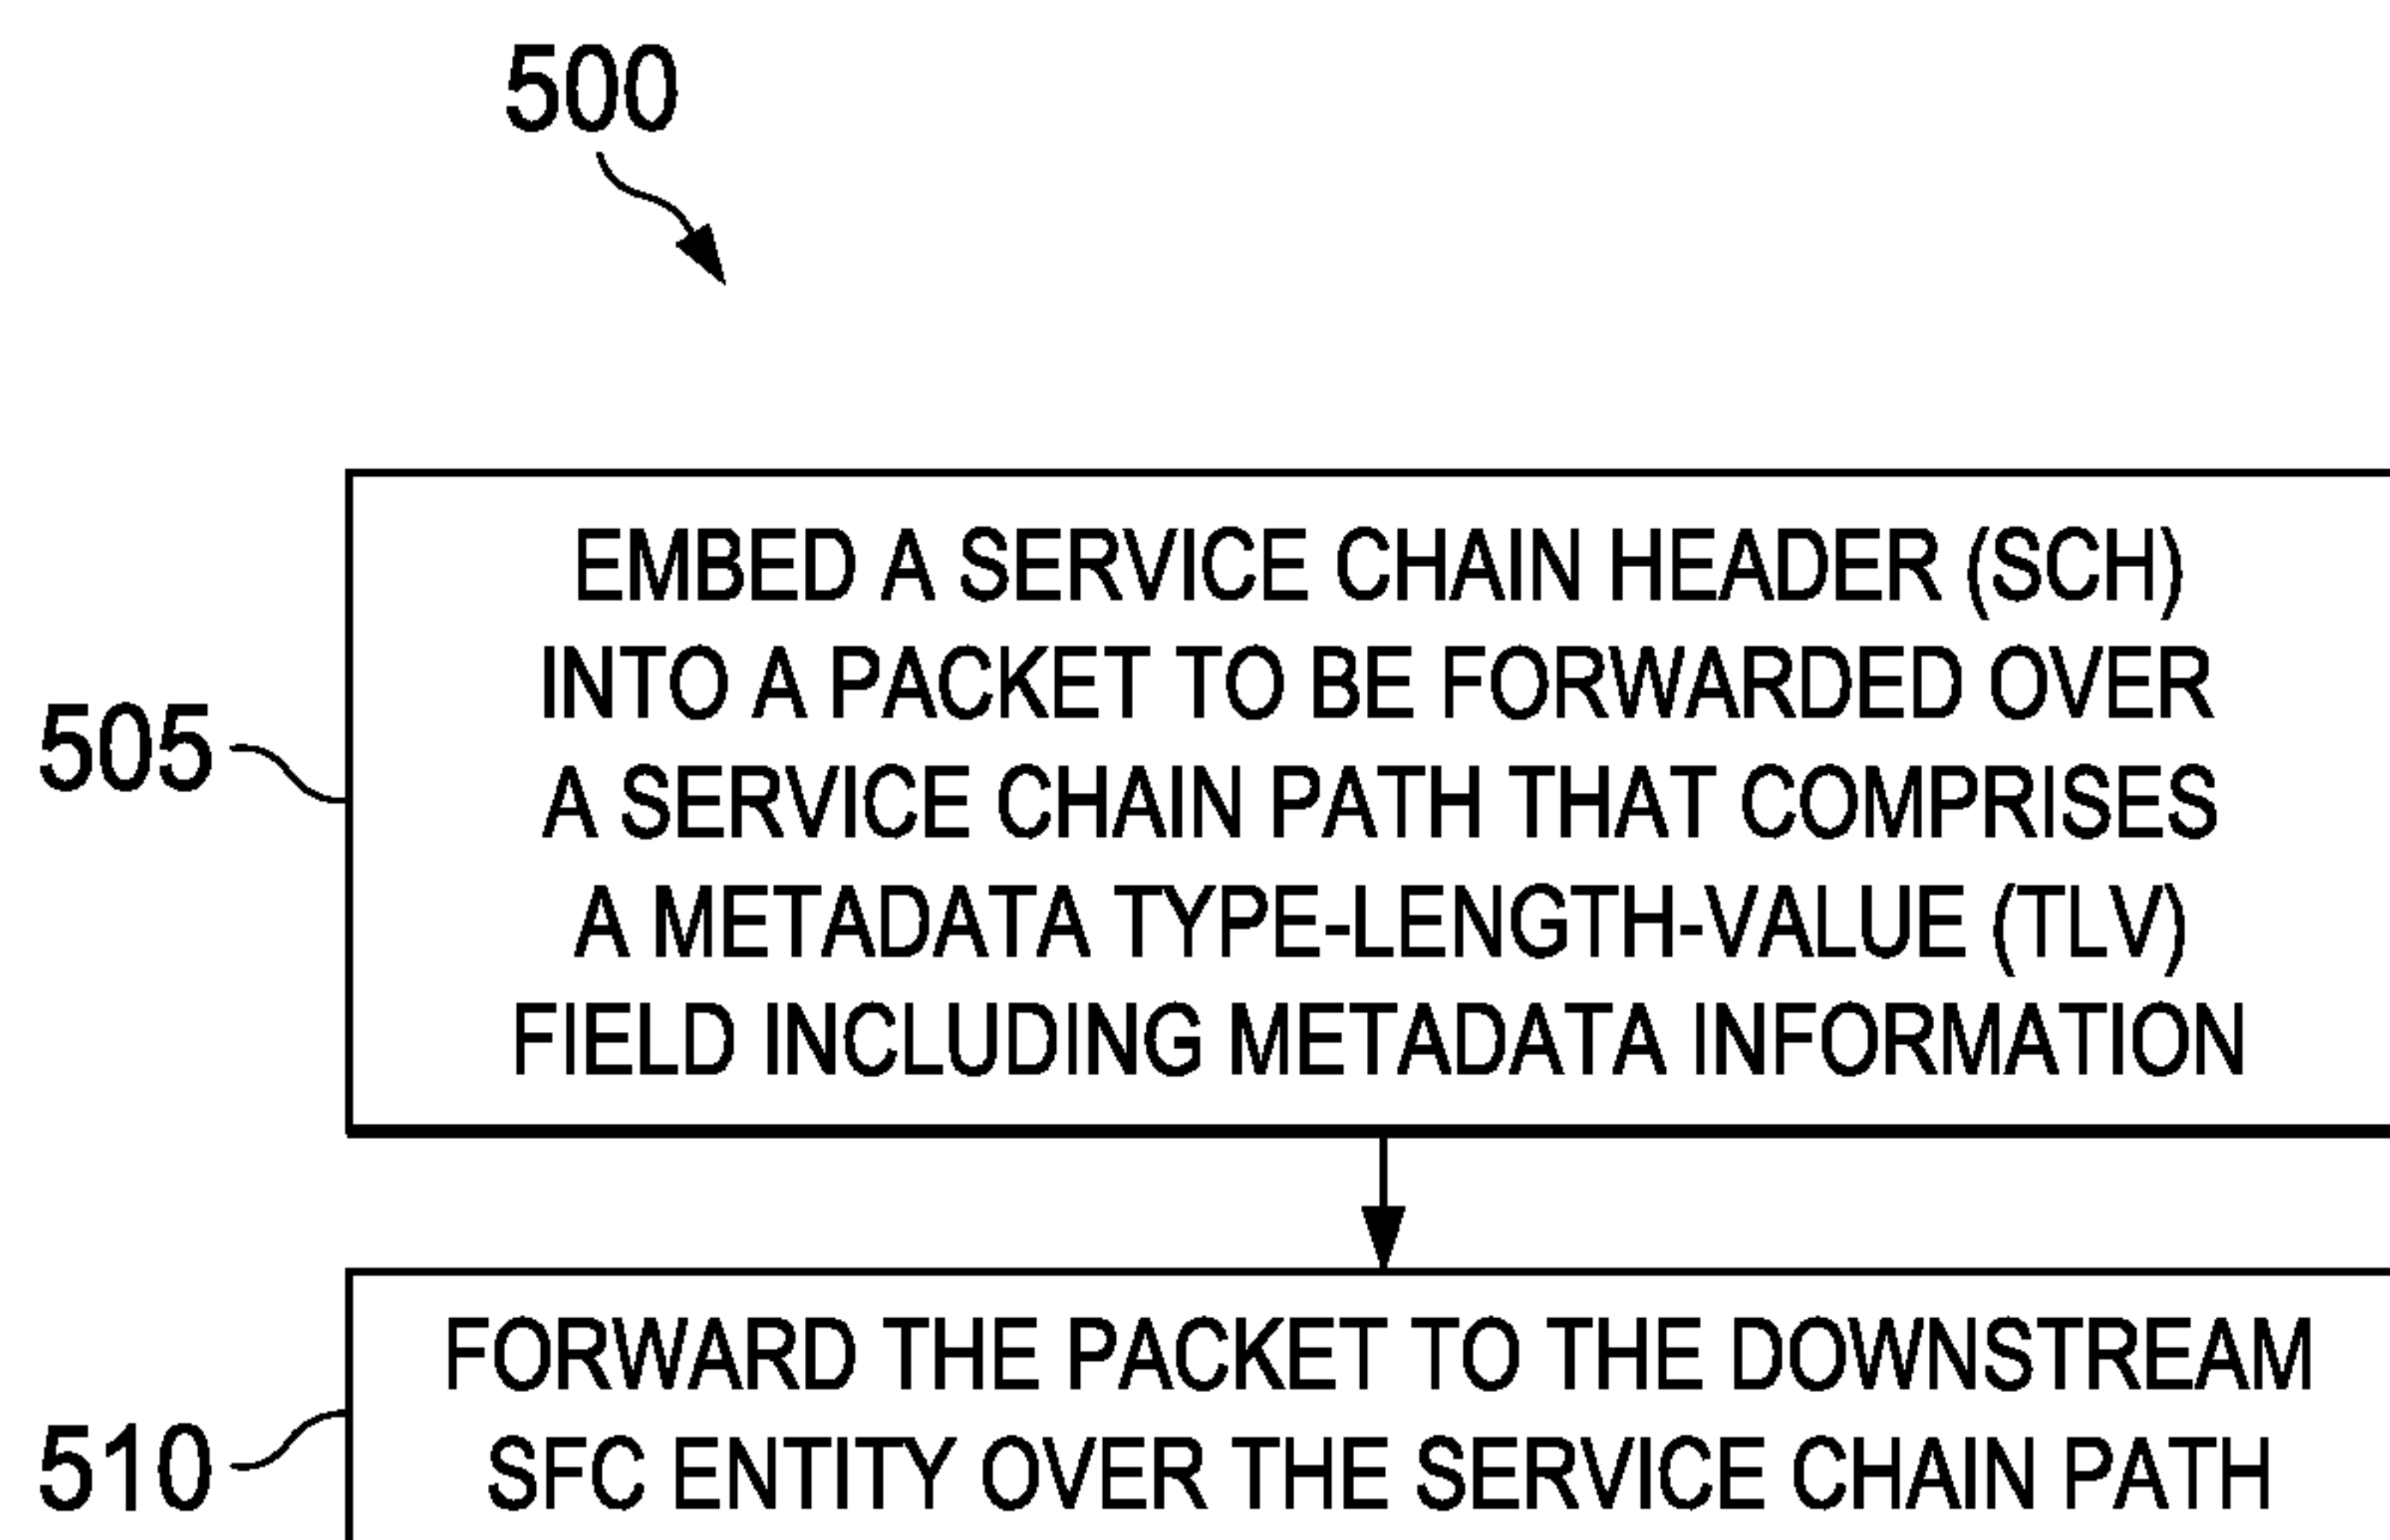 500
505
EMBED A SERVICE CHAIN HEADER (SCH)
INTO A PACKET TO BE FORWARDED OVER
A SERVICE CHAIN PATH THAT COMPRISES
A METADATA TYPE-LENGTH-VALUE (TLV)
FIELD INCLUDING METADATA INFORMATION
510
FORWARD THE PACKET TO THE DOWNSTREAM
SFC ENTITY OVER THE SERVICE CHAIN PATH